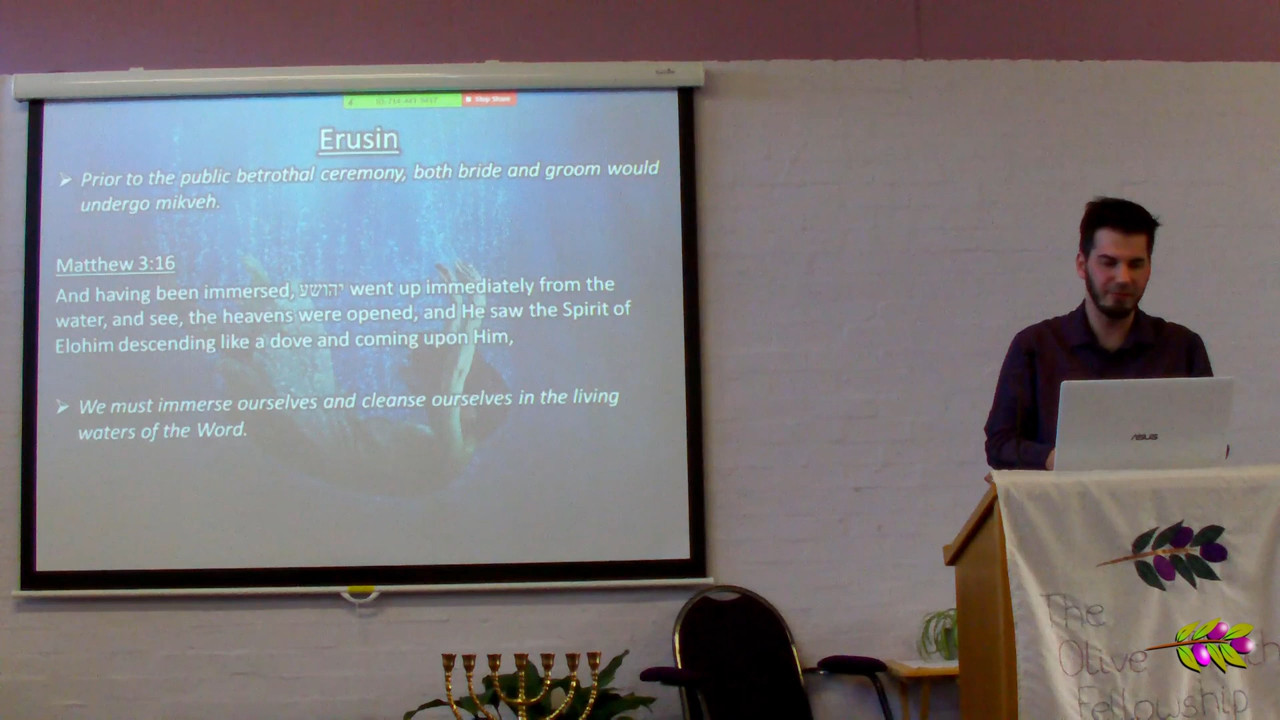 Stop Share
Erusin
➢ Prior to the public betrothal ceremony, both bride and groom would
undergo mikveh.
Matthew 3:16
And having been immersed, יהושע went up immediately from the
water, and see, the heavens were opened, and He saw the Spirit of
Elohim descending like a dove and coming upon Him,
➢ We must immerse ourselves and cleanse ourselves in the living
waters of the Word.
ASUS
The
Olive
Fellowship